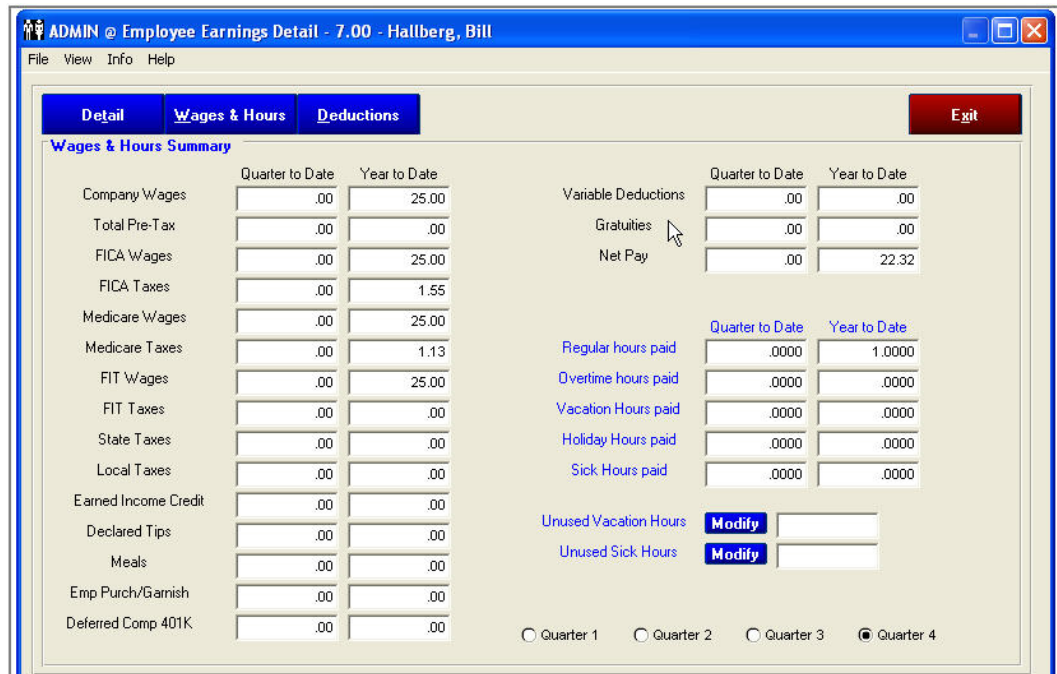 ADMIN @ Employee Earnings Detail - 7.00 - Hallberg, Bill
File View Info Help
Detail Wages & Hours Deductions Exit
Wages & Hours Summary
Quarter to Date Year to Date
Company Wages .00 25.00
Total Pre-Tax .00 .00
FICA Wages .00 25.00
FICA Taxes .00 1.55
Medicare Wages .00 25.00
Medicare Taxes .00 1.13
FIT Wages .00 25.00
FIT Taxes .00 .00
State Taxes .00 .00
Local Taxes .00 .00
Earned Income Credit .00 .00
Declared Tips .00 .00
Meals .00 .00
Emp Purch/Garnish .00 .00
Deferred Comp 401K .00 .00
Quarter to Date Year to Date
Variable Deductions .00 .00
Gratuities .00 .00
Net Pay .00 22.32
Quarter to Date Year to Date
Regular hours paid .0000 1.0000
Overtime hours paid .0000 .0000
Vacation Hours paid .0000 .0000
Holiday Hours paid .0000 .0000
Sick Hours paid .0000 .0000
Unused Vacation Hours Modify
Unused Sick Hours Modify
Quarter 1 Quarter 2 Quarter 3 Quarter 4